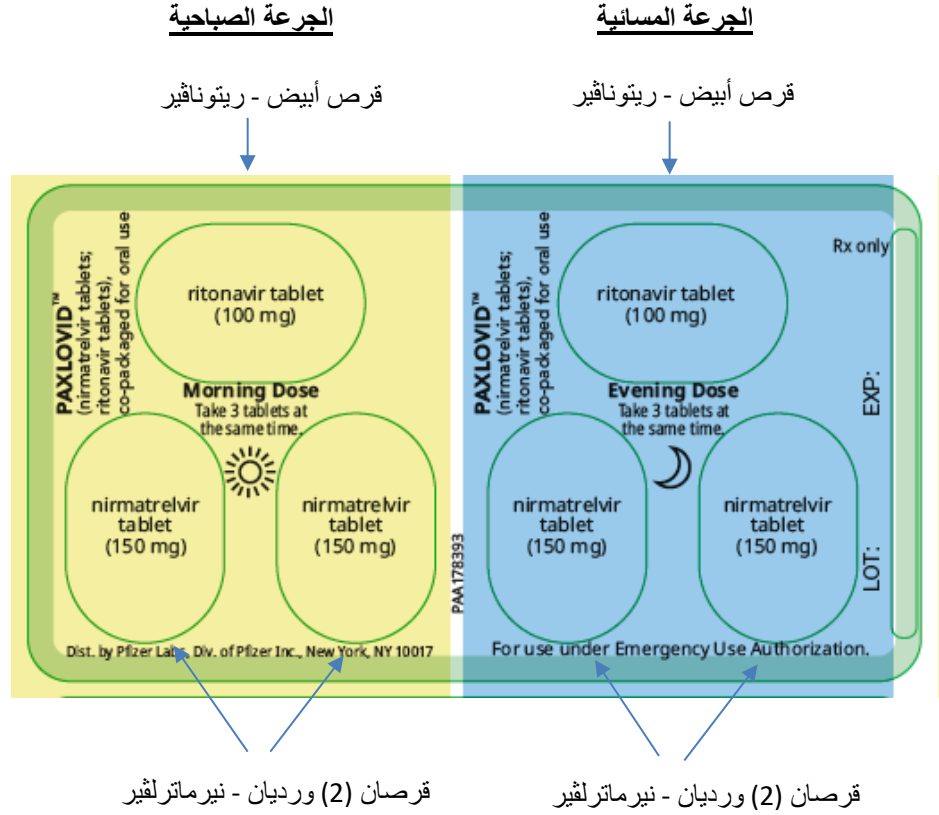 الجرعة الصباحية
الجرعة المسائية
قرص أبيض - ريتوناڤير
قرص أبيض - ريتوناڤير
PAXLOVID™
(nirmatrelvir tablets;
ritonavir tablets),
co-packaged for oral use
ritonavir tablet
(100 mg)
Morning Dose
Take 3 tablets at
the same time.
nirmatrelvir
tablet
(150 mg)
nirmatrelvir
tablet
(150 mg)
Dist. by Pfizer Labs, Div. of Pfizer Inc., New York, NY 10017
PAA178393
PAXLOVID™
(nirmatrelvir tablets;
ritonavir tablets),
co-packaged for oral use
ritonavir tablet
(100 mg)
Rx only
Evening Dose
Take 3 tablets at
the same time.
EXP:
nirmatrelvir
tablet
(150 mg)
nirmatrelvir
tablet
(150 mg)
LOT:
For use under Emergency Use Authorization.
قرصان (2) ورديان - نيرماترلڤير
قرصان (2) ورديان - نيرماترلڤير